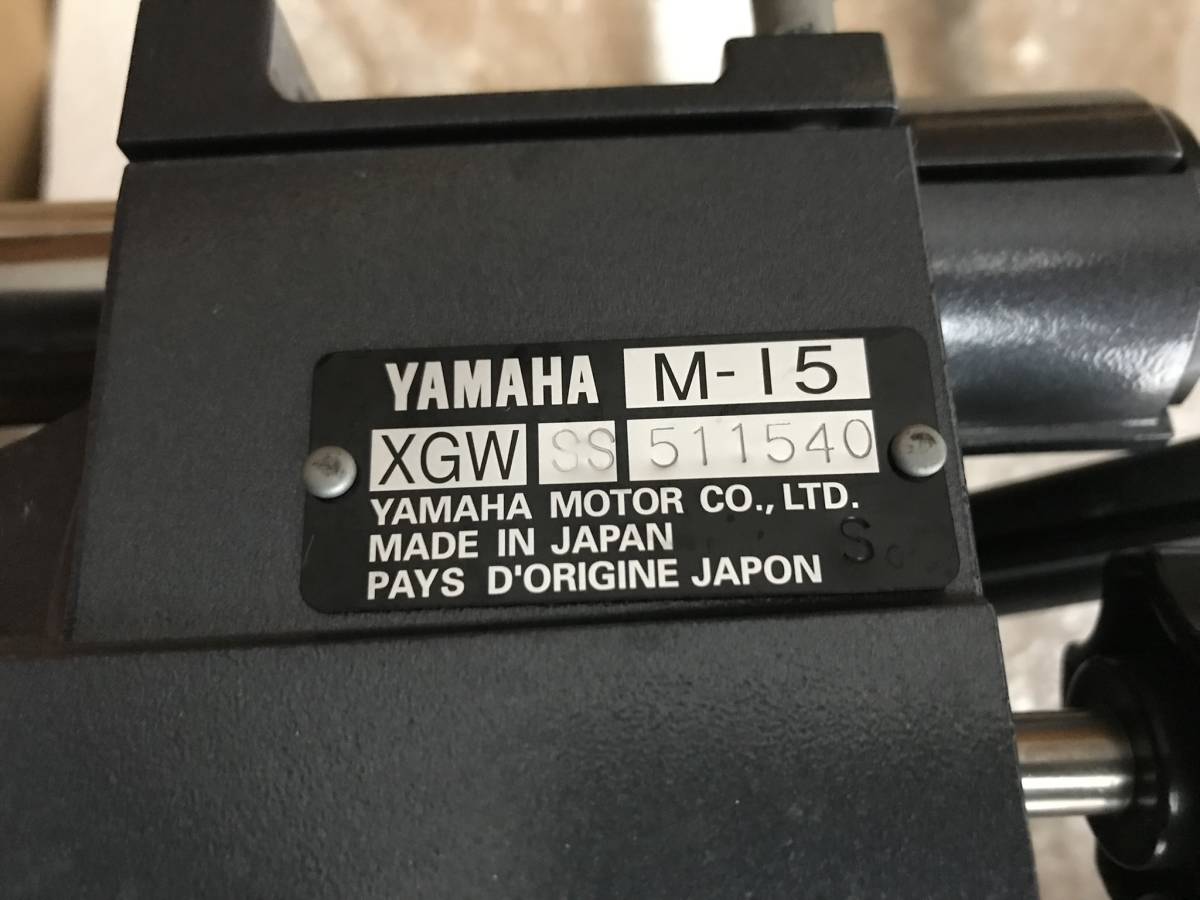 YAMAHA M-15
XGW SS 511540
YAMAHA MOTOR CO., LTD.
MADE IN JAPAN
S
PAYS D'ORIGINE JAPON